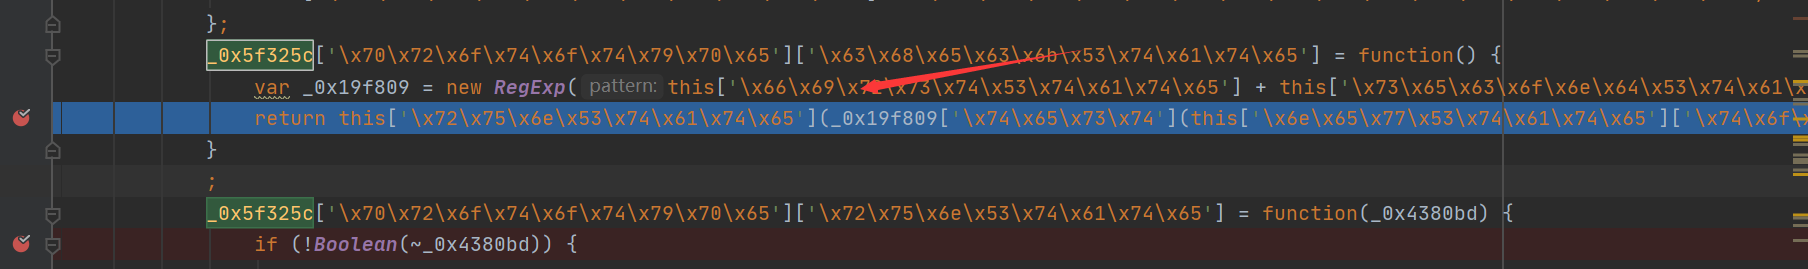 };
_0x5f325c['\x70\x72\x6f\x74\x6f\x74\x79\x70\x65']['\x63\x68\x65\x63\x6b\x53\x74\x61\x74\x65'] = function() {
var _0x19f809 = new RegExp( pattern: this['\x66\x69\x72\x73\x74\x53\x74\x61\x74\x65'] + this['\x73\x65\x63\x6f\x6e\x64\x53\x74\x61\x
return this['\x72\x75\x6e\x53\x74\x61\x74\x65'](_0x19f809['\x74\x65\x73\x74'](this['\x6e\x65\x77\x53\x74\x61\x74\x65']['\x74\x6f\x
}
;
_0x5f325c['\x70\x72\x6f\x74\x6f\x74\x79\x70\x65']['\x72\x75\x6e\x53\x74\x61\x74\x65'] = function(_0x4380bd) {
if (!Boolean(~_0x4380bd)) {